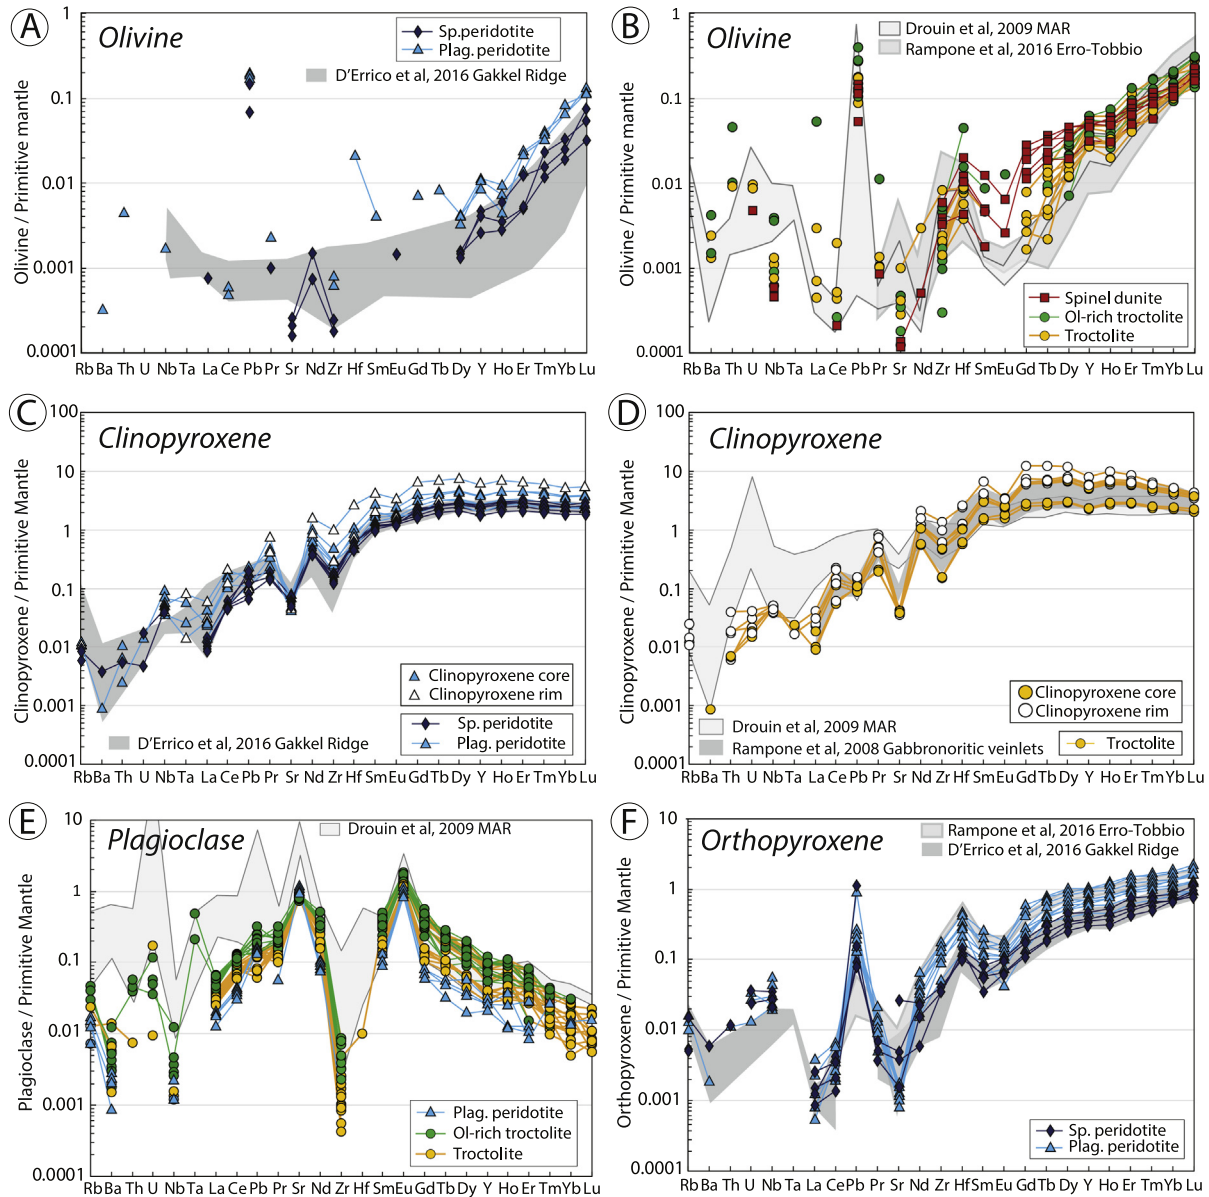 A
Olivine
Sp.peridotite
Plag. peridotite
D'Errico et al, 2016 Gakkel Ridge
Olivine / Primitive mantle
1
0.1
0.01
0.001
0.0001
Rb Ba Th U Nb Ta La Ce Pb Pr Sr Nd Zr Hf Sm Eu Gd Tb Dy Y Ho Er Tm Yb Lu
B
Olivine
Drouin et al, 2009 MAR
Rampone et al, 2016 Erro-Tobbio
Spinel dunite
Ol-rich troctolite
Troctolite
Olivine / Primitive mantle
1
0.1
0.01
0.001
0.0001
Rb Ba Th U Nb Ta La Ce Pb Pr Sr Nd Zr Hf Sm Eu Gd Tb Dy Y Ho Er Tm Yb Lu
C
Clinopyroxene
Clinopyroxene core
Clinopyroxene rim
Sp. peridotite
Plag. peridotite
D'Errico et al, 2016 Gakkel Ridge
Clinopyroxene / Primitive Mantle
100
10
1
0.1
0.01
0.001
0.0001
Rb Ba Th U Nb Ta La Ce Pb Pr Sr Nd Zr Hf Sm Eu Gd Tb Dy Y Ho Er Tm Yb Lu
D
Clinopyroxene
Clinopyroxene core
Clinopyroxene rim
Drouin et al, 2009 MAR
Rampone et al, 2008 Gabbronoritic veinlets
Troctolite
Clinopyroxene / Primitive Mantle
100
10
1
0.1
0.01
0.001
0.0001
Rb Ba Th U Nb Ta La Ce Pb Pr Sr Nd Zr Hf Sm Eu Gd Tb Dy Y Ho Er Tm Yb Lu
E
Plagioclase
Drouin et al, 2009 MAR
Plag. peridotite
Ol-rich troctolite
Troctolite
Plagioclase / Primitive Mantle
10
1
0.1
0.01
0.001
0.0001
Rb Ba Th U Nb Ta La Ce Pb Pr Sr Nd Zr Hf Sm Eu Gd Tb Dy Y Ho Er Tm Yb Lu
F
Orthopyroxene
Rampone et al, 2016 Erro-Tobbio
D'Errico et al, 2016 Gakkel Ridge
Sp. peridotite
Plag. peridotite
Orthopyroxene / Primitive Mantle
10
1
0.1
0.01
0.001
0.0001
Rb Ba Th U Nb Ta La Ce Pb Pr Sr Nd Zr Hf Sm Eu Gd Tb Dy Y Ho Er Tm Yb Lu